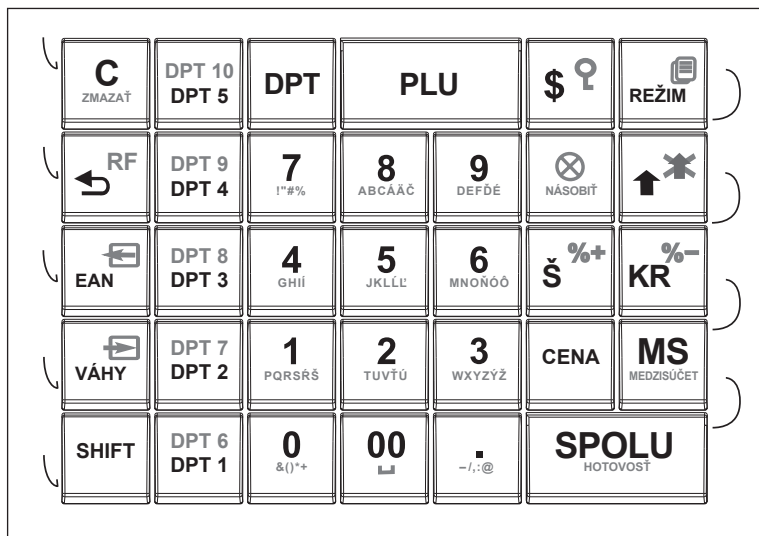 C
ZMAZAŤ
DPT 10
DPT 5
DPT
PLU
$
REŽIM
RF
DPT 9
DPT 4
7
!"#%
8
ABCÁÄČ
9
DEFĎÉ
NÁSOBIŤ
EAN
DPT 8
DPT 3
4
GHIÍ
5
JKLĹĽ
6
MNOŇÓÔ
%+
Š
%–
KR
VÁHY
DPT 7
DPT 2
1
PQRSŔŠ
2
TUVŤÚ
3
WXYZÝŽ
CENA
MS
MEDZISÚČET
SHIFT
DPT 6
DPT 1
0
&()*+
00
.
–/,:@
SPOLU
HOTOVOSŤ